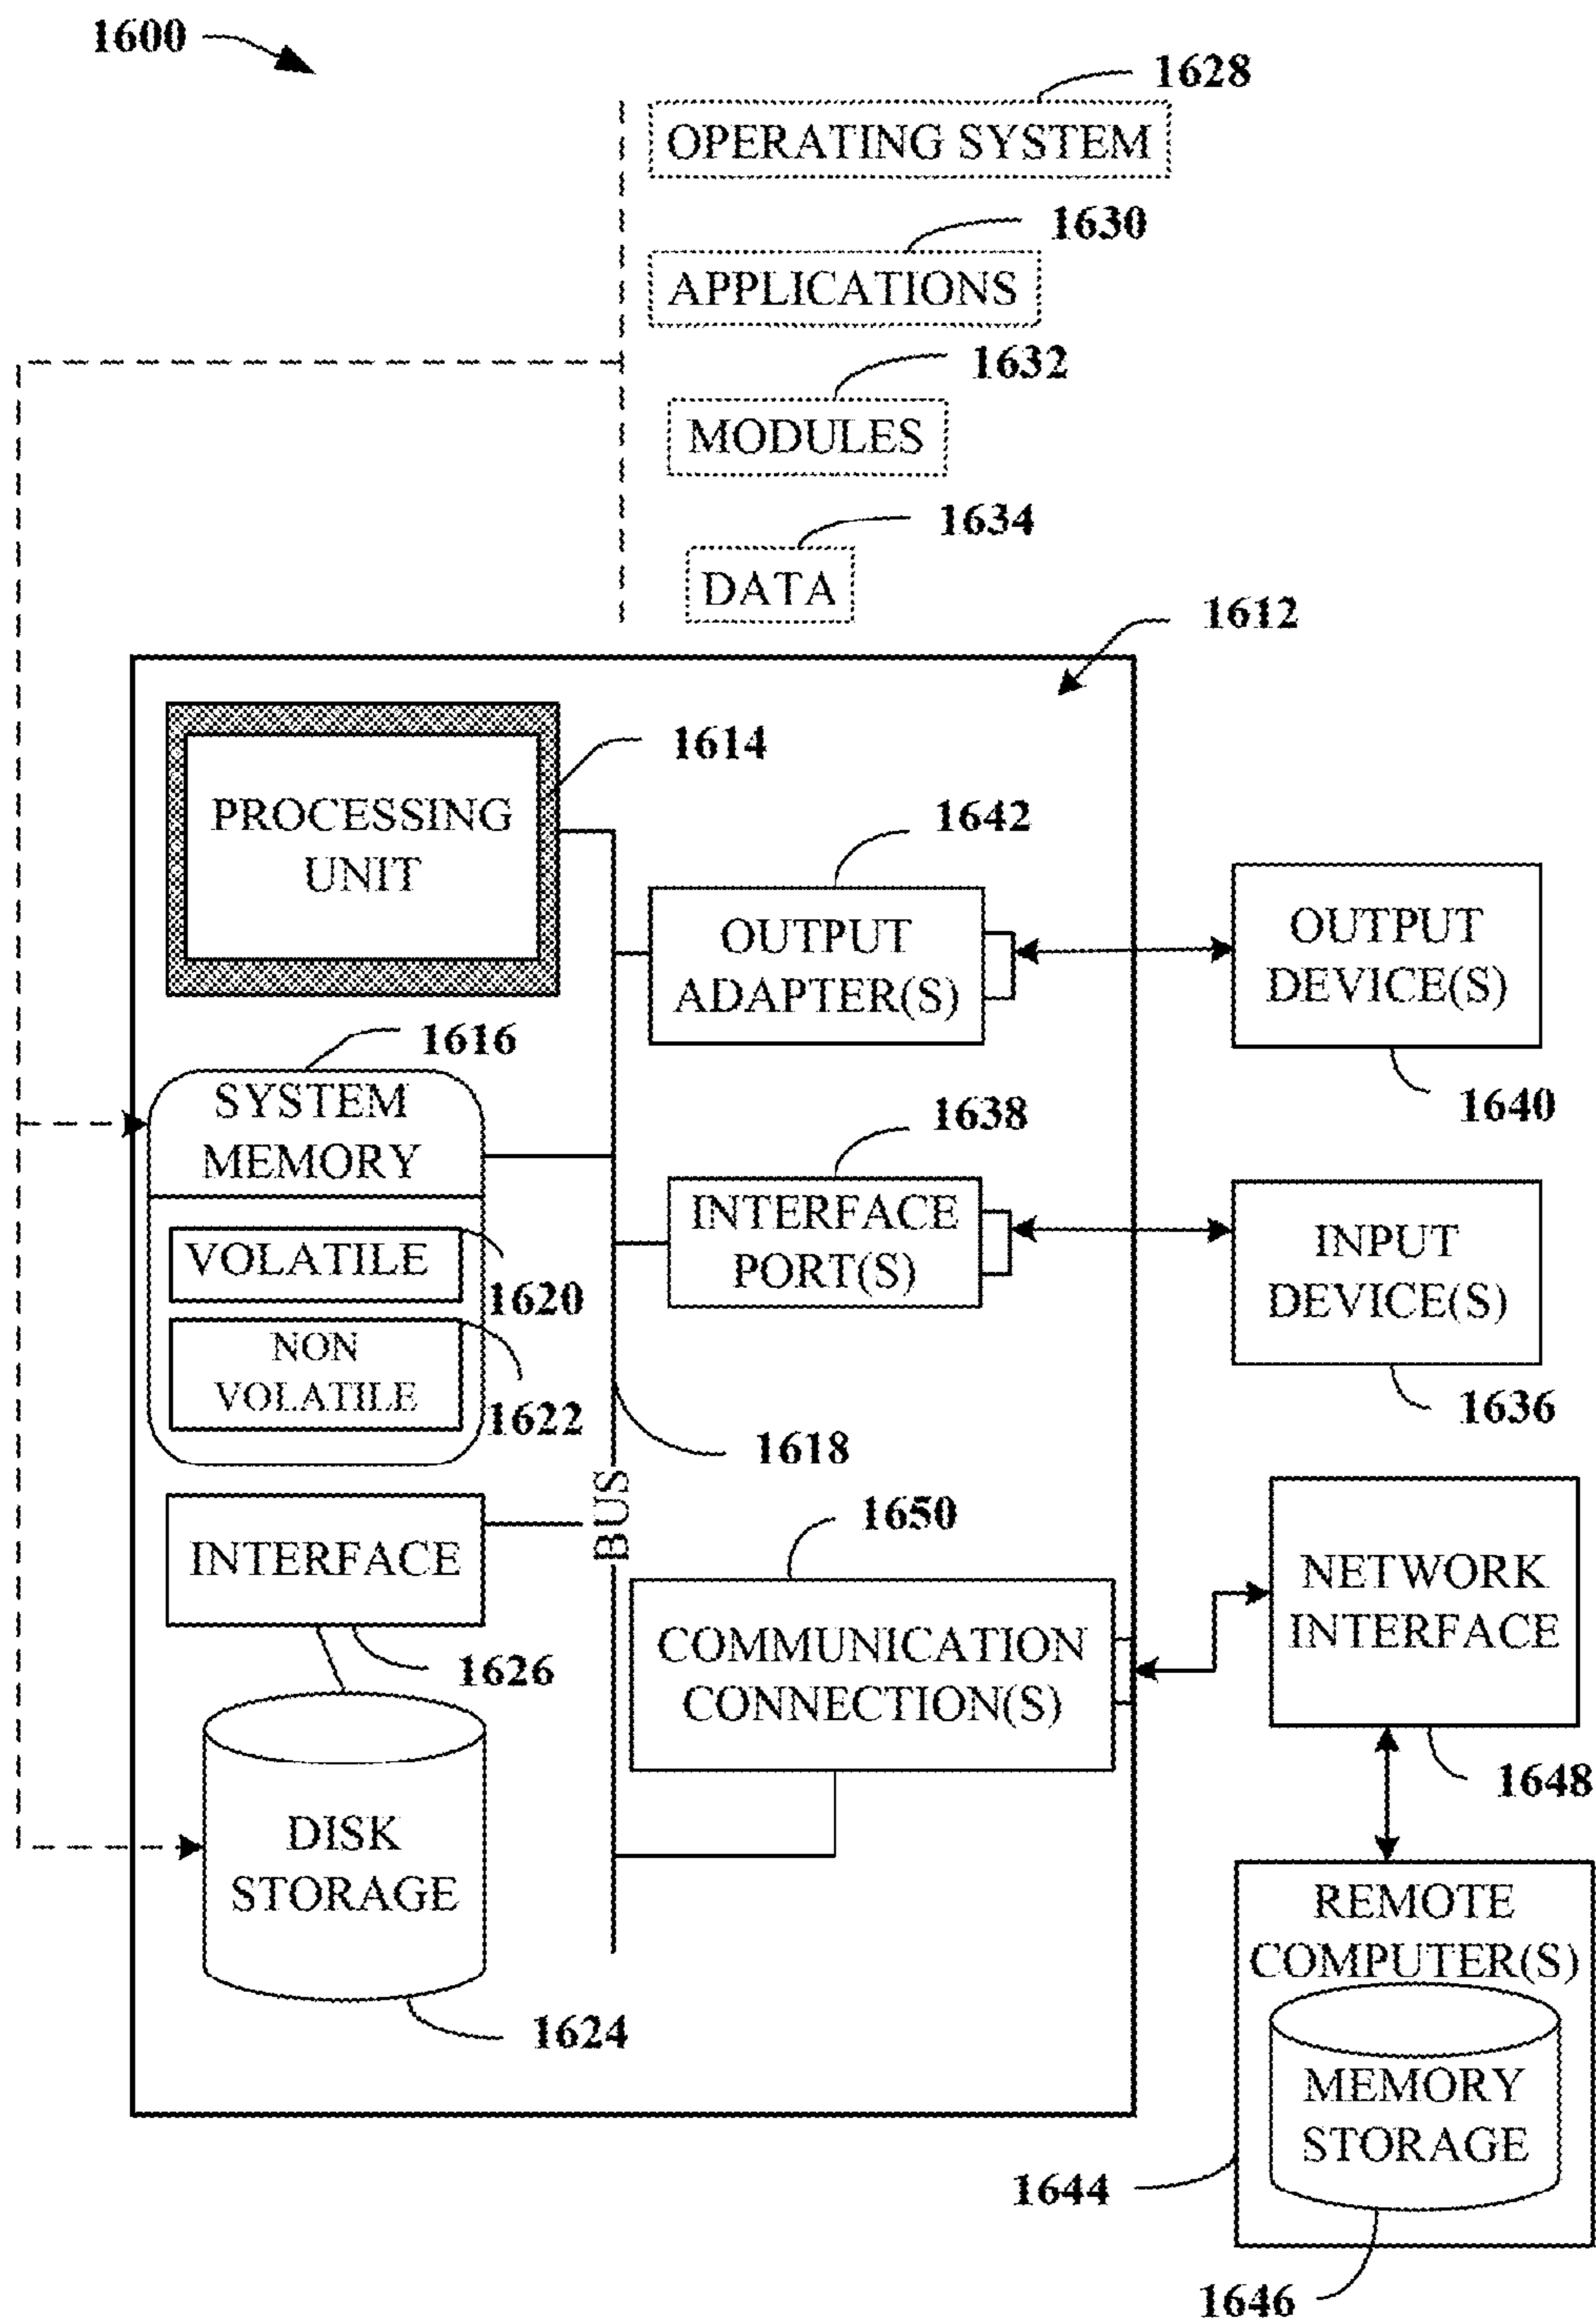 1600
1628
OPERATING SYSTEM
1630
APPLICATIONS
1632
MODULES
1634
DATA
1612
1614
PROCESSING
UNIT
1642
OUTPUT
ADAPTER(S)
OUTPUT
DEVICE(S)
1640
1616
SYSTEM
MEMORY
VOLATILE
1620
NON
VOLATILE
1622
1638
INTERFACE
PORT(S)
INPUT
DEVICE(S)
1636
1618
BUS
INTERFACE
1626
1650
COMMUNICATION
CONNECTION(S)
NETWORK
INTERFACE
1648
DISK
STORAGE
1624
REMOTE
COMPUTER(S)
MEMORY
STORAGE
1644
1646